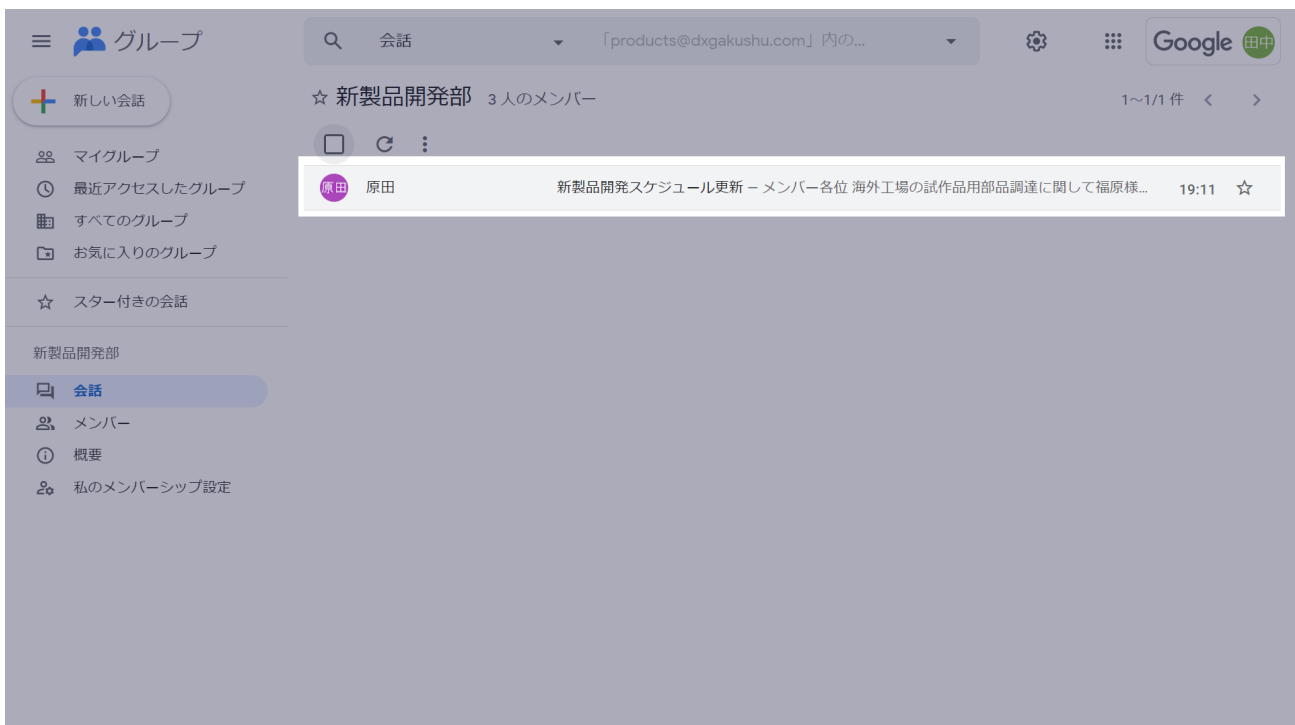 グループ
会話
「products@dxgakushu.com」内の...
Google 田中
新しい会話
☆ 新製品開発部 3 人のメンバー
1～1/1 件
マイグループ
最近アクセスしたグループ
すべてのグループ
お気に入りのグループ
スター付きの会話
新製品開発部
会話
メンバー
概要
私のメンバーシップ設定
原田 原田 新製品開発スケジュール更新 – メンバー各位 海外工場の試作品用部品調達に関して福原様... 19:11